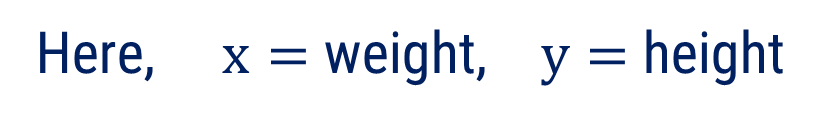 Here, x = weight, y = height